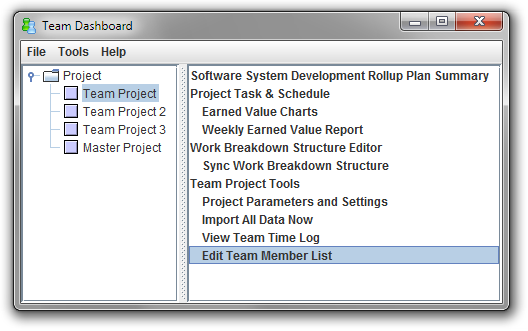 Team Dashboard
File Tools Help
Project
Team Project
Team Project 2
Team Project 3
Master Project
Software System Development Rollup Plan Summary
Project Task & Schedule
Earned Value Charts
Weekly Earned Value Report
Work Breakdown Structure Editor
Sync Work Breakdown Structure
Team Project Tools
Project Parameters and Settings
Import All Data Now
View Team Time Log
Edit Team Member List